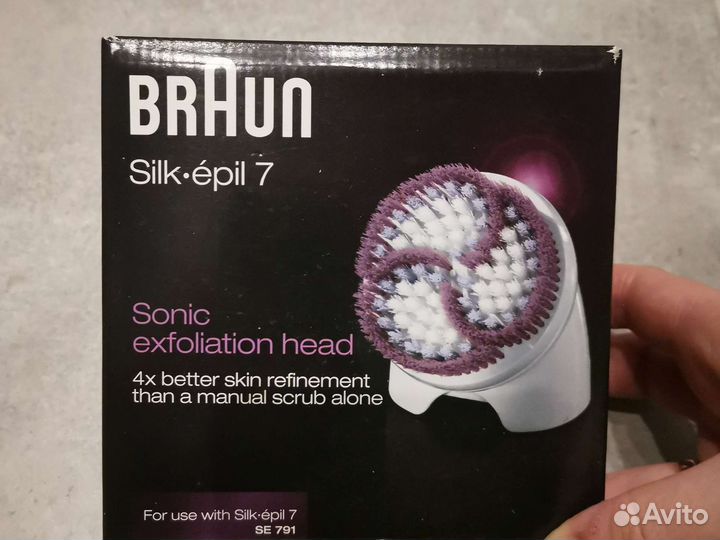 BRAUN
Silk·épil 7
Sonic
exfoliation head
4x better skin refinement
than a manual scrub alone
For use with Silk·épil 7
SE 791
Avito